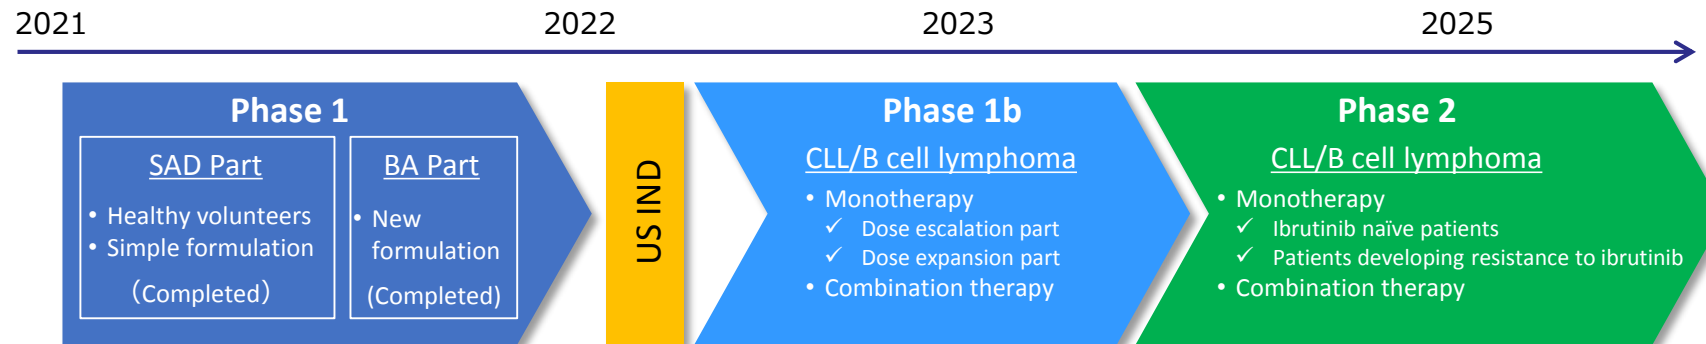 2021
2022
2023
2025
Phase 1
SAD Part
• Healthy volunteers
• Simple formulation
（Completed）
BA Part
• New
formulation
(Completed)
US IND
Phase 1b
CLL/B cell lymphoma
• Monotherapy
✓ Dose escalation part
✓ Dose expansion part
• Combination therapy
Phase 2
CLL/B cell lymphoma
• Monotherapy
✓ Ibrutinib naïve patients
✓ Patients developing resistance to ibrutinib
• Combination therapy